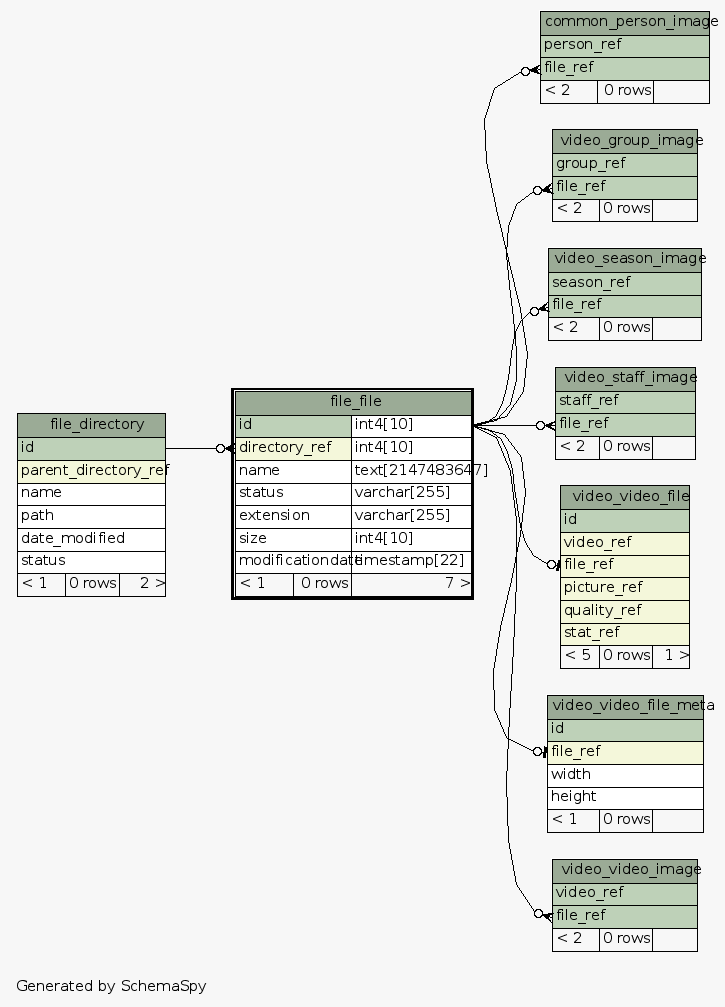 common_person_image
person_ref
file_ref
< 2 0 rows
video_group_image
group_ref
file_ref
< 2 0 rows
video_season_image
season_ref
file_ref
< 2 0 rows
video_staff_image
staff_ref
file_ref
< 2 0 rows
file_directory
id
parent_directory_ref
name
path
date_modified
status
< 1 0 rows 2 >
file_file
id int4[10]
directory_ref int4[10]
name text[2147483647]
status varchar[255]
extension varchar[255]
size int4[10]
modificationdate timestamp[22]
< 1 0 rows 7 >
video_video_file
id
video_ref
file_ref
picture_ref
quality_ref
stat_ref
< 5 0 rows 1 >
video_video_file_meta
id
file_ref
width
height
< 1 0 rows
video_video_image
video_ref
file_ref
< 2 0 rows
Generated by SchemaSpy